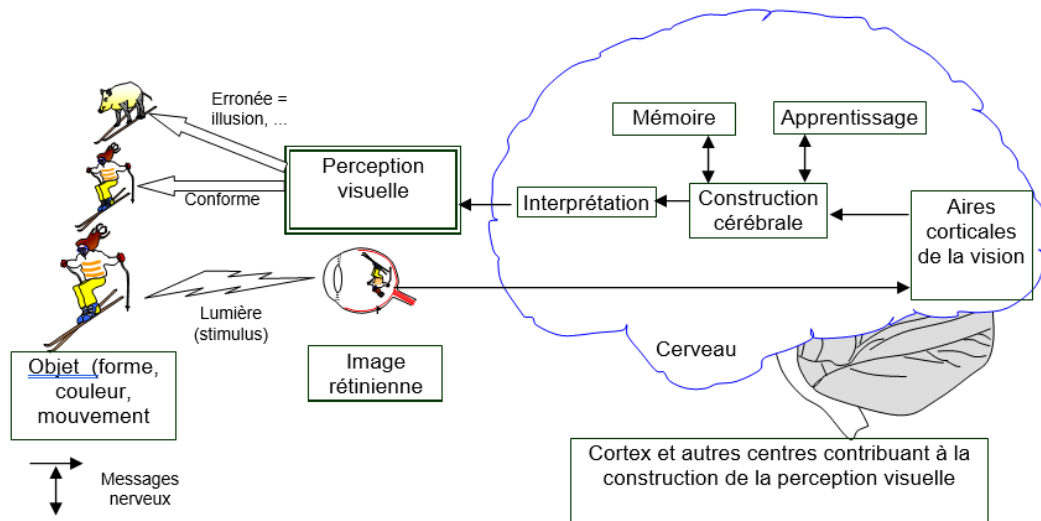 Erronée =
illusion, ...
Conforme
Perception
visuelle
Mémoire
Apprentissage
Interprétation
Construction
cérébrale
Aires
corticales
de la vision
Lumière
(stimulus)
Objet (forme,
couleur,
mouvement
Image
rétinienne
Cerveau
Messages
nerveux
Cortex et autres centres contribuant à la
construction de la perception visuelle